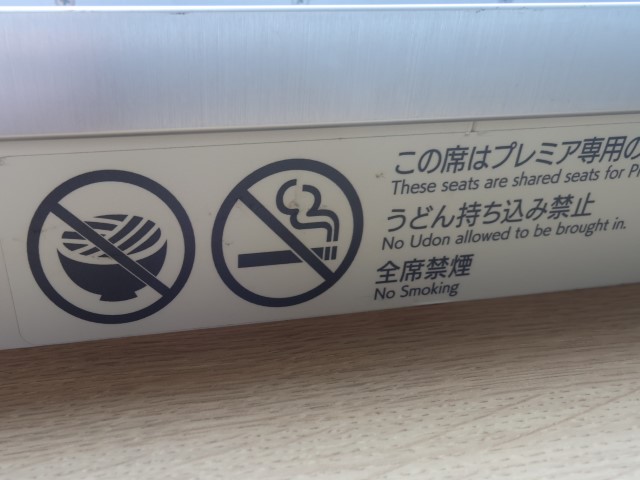 この席はプレミア専用の
These seats are shared seats for
うどん持ち込み禁止
No Udon allowed to be brought in.
全席禁煙
No Smoking